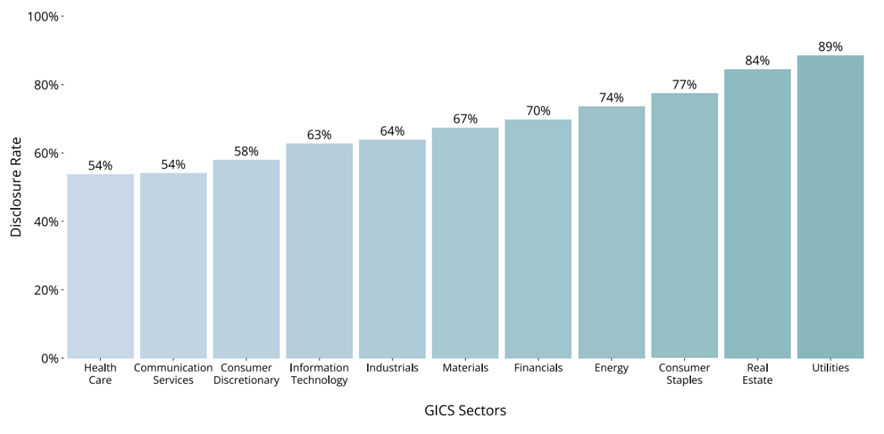 100%
80%
60%
40%
20%
0%
Disclosure Rate
54%
54%
58%
63%
64%
67%
70%
74%
77%
84%
89%
Health
Care
Communication
Services
Consumer
Discretionary
Information
Technology
Industrials
Materials
Financials
Energy
Consumer
Staples
Real
Estate
Utilities
GICS Sectors